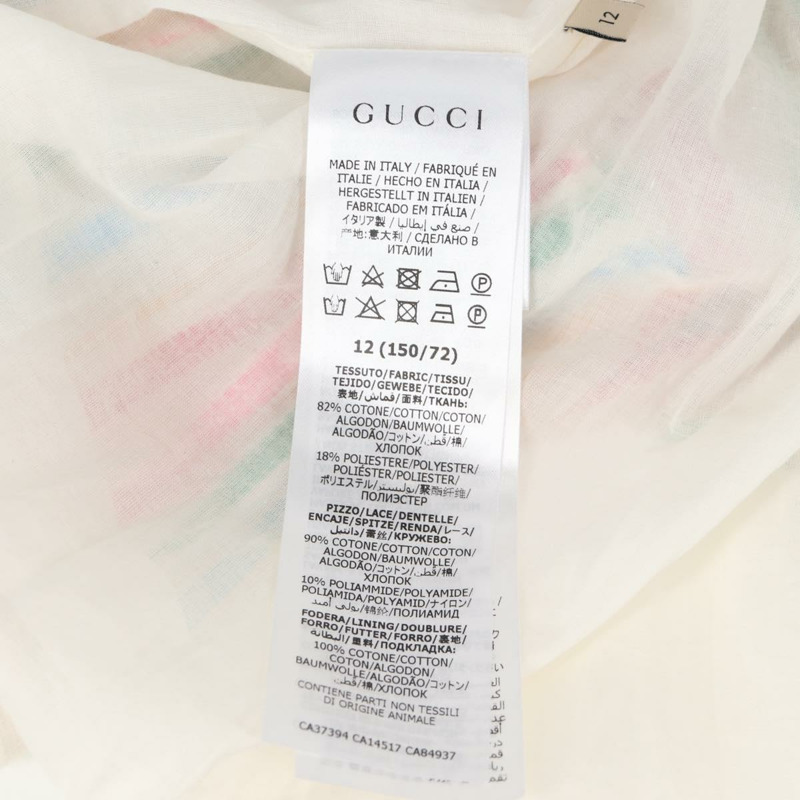 12
GUCCI
MADE IN ITALY / FABRIQUÉ EN
ITALIE / HECHO EN ITALIA /
HERGESTELLT IN ITALIEN /
FABRICADO EM ITÁLIA /
イタリア製 / صنع في إيطاليا /
产地:意大利 / СДЕЛАНО В
ИТАЛИИ
12 (150/72)
TESSUTO/FABRIC/TISSU/
TEJIDO/GEWEBE/TECIDO/
表地/قماش/面料/ТКАНЬ:
82% COTONE/COTTON/COTON/
ALGODON/BAUMWOLLE/
ALGODÃO/コットン/قطن/棉/
ХЛОПОК
18% POLIESTERE/POLYESTER/
POLIÉSTER/POLIESTER/
ポリエステル/بوليستر/聚酯纤维/
ПОЛИЭСТЕР
PIZZO/LACE/DENTELLE/
ENCAJE/SPITZE/RENDA/レース/
دانتيل/蕾丝/КРУЖЕВО:
90% COTONE/COTTON/COTON/
ALGODON/BAUMWOLLE/
ALGODÃO/コットン/قطن/棉/
ХЛОПОК
10% POLIAMMIDE/POLYAMIDE/
POLIAMIDA/POLYAMID/ナイロン/
بولي أميد/锦纶/ПОЛИАМИД
FODERA/LINING/DOUBLURE/
FORRO/FUTTER/FORRO/裏地/
البطانة/里料/ПОДКЛАДКА:
100% COTONE/COTTON/
COTON/ALGODON/
BAUMWOLLE/ALGODÃO/コットン/
قطن/棉/ХЛОПОК
CONTIENE PARTI NON TESSILI
DI ORIGINE ANIMALE
CA37394 CA14517 CA84937